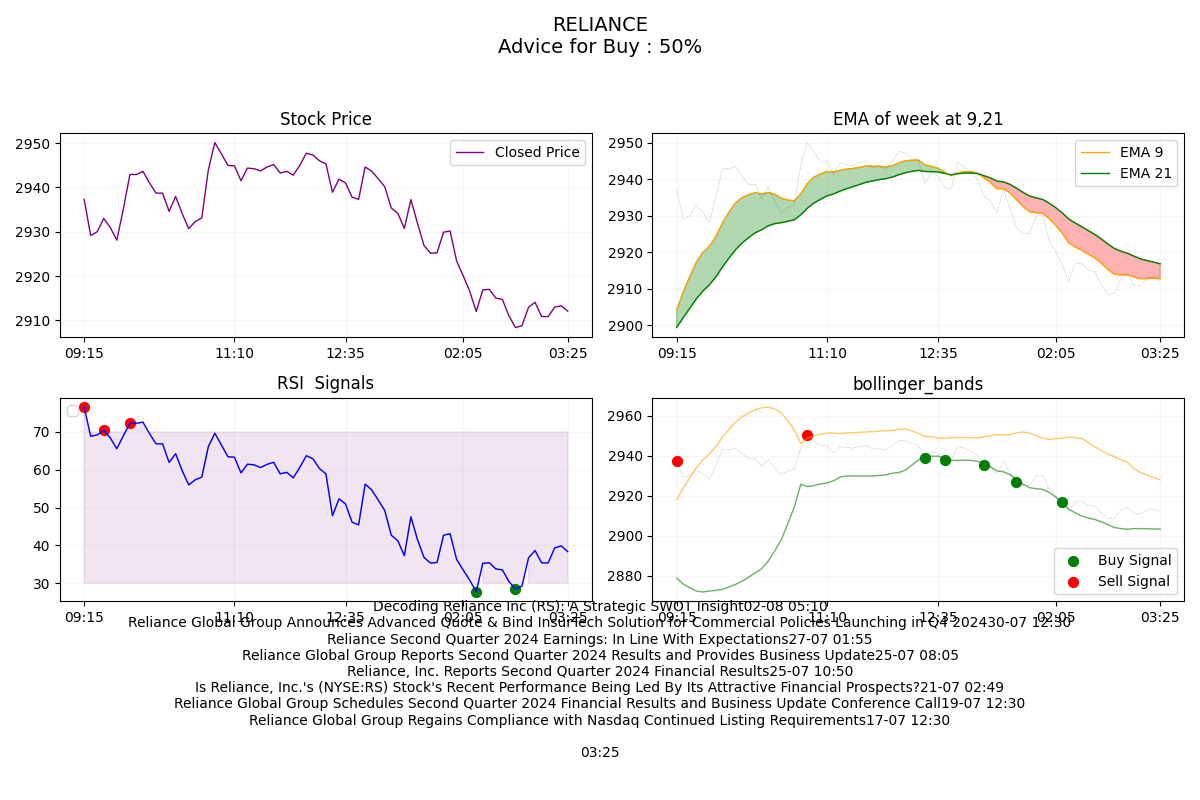 RELIANCE
Advice for Buy : 50%
Stock Price
2950
2940
2930
2920
2910
Closed Price
09:15 11:10 12:35 02:05 03:25
EMA of week at 9,21
2950
2940
2930
2920
2910
2900
EMA 9
EMA 21
09:15 11:10 12:35 02:05 03:25
RSI  Signals
70
60
50
40
30
09:15 11:10 12:35 02:05 03:25
bollinger_bands
2960
2940
2920
2900
2880
Buy Signal
Sell Signal
09:15 11:10 12:35 02:05 03:25
Decoding Reliance Inc (RS): A Strategic SWOT Insight02-08 05:10
Reliance Global Group Announces Advanced Quote & Bind InsurTech Solution for Commercial Policies Launching in Q4 202430-07 12:30
Reliance Second Quarter 2024 Earnings: In Line With Expectations27-07 01:55
Reliance Global Group Reports Second Quarter 2024 Results and Provides Business Update25-07 08:05
Reliance, Inc. Reports Second Quarter 2024 Financial Results25-07 10:50
Is Reliance, Inc.'s (NYSE:RS) Stock's Recent Performance Being Led By Its Attractive Financial Prospects?21-07 02:49
Reliance Global Group Schedules Second Quarter 2024 Financial Results and Business Update Conference Call19-07 12:30
Reliance Global Group Regains Compliance with Nasdaq Continued Listing Requirements17-07 12:30
03:25